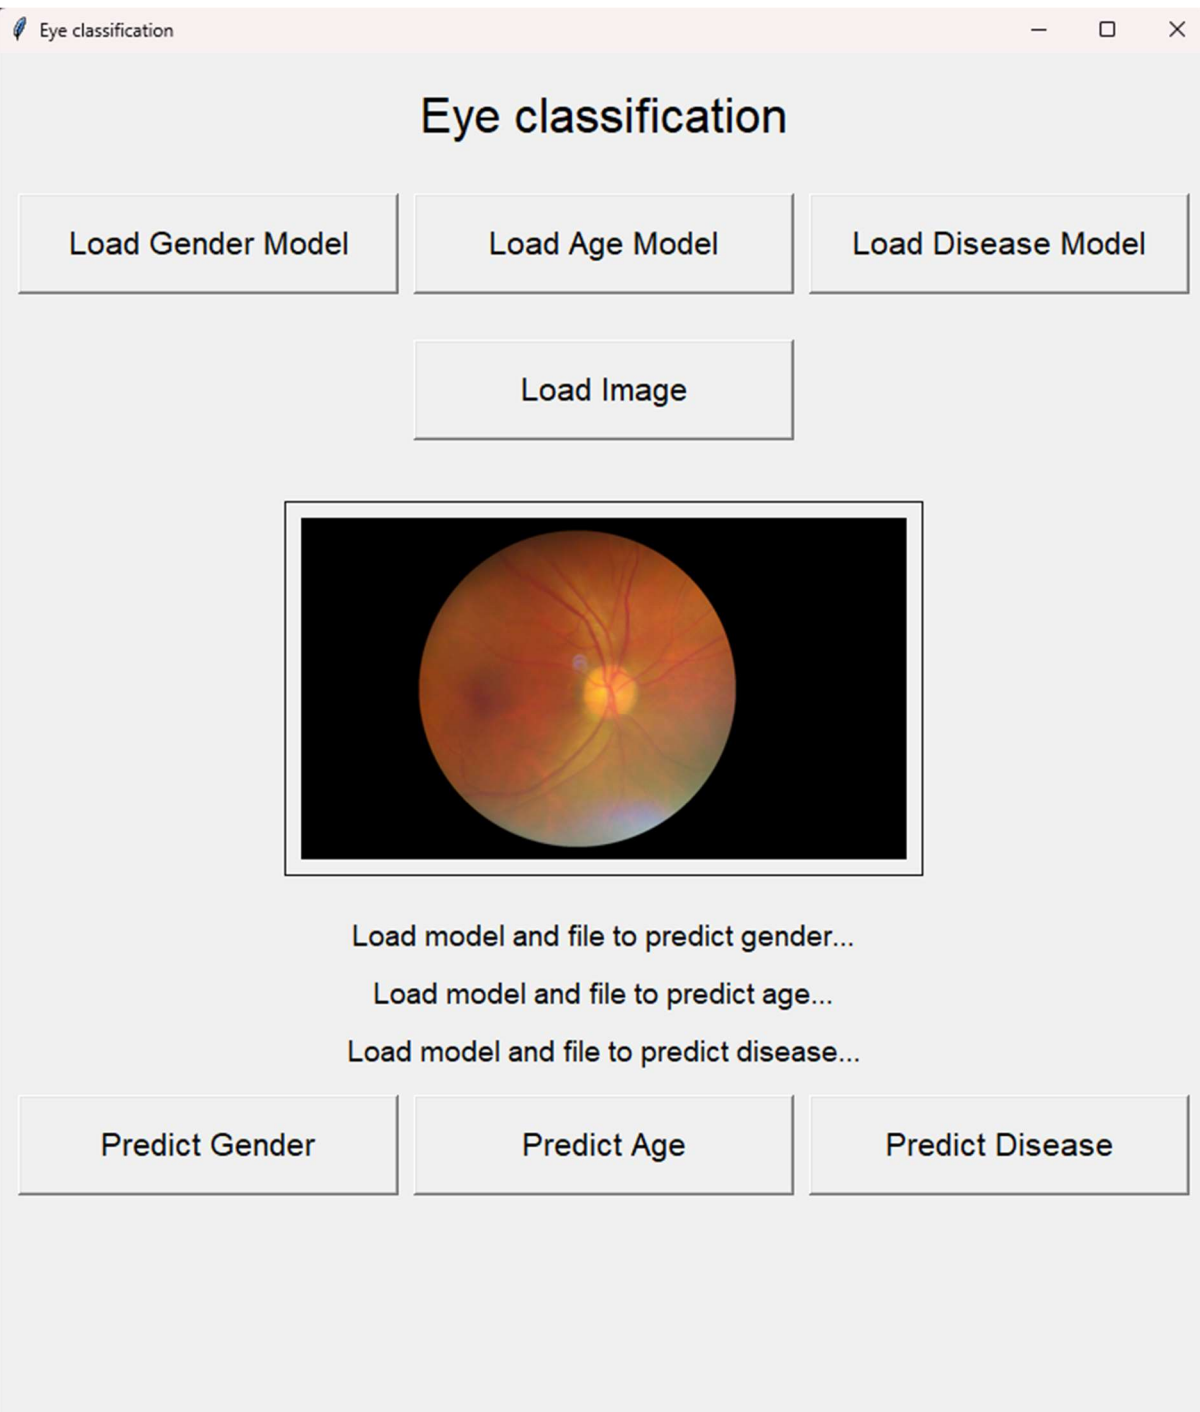 Eye classification
Eye classification
Load Gender Model
Load Age Model
Load Disease Model
Load Image
Load model and file to predict gender...
Load model and file to predict age...
Load model and file to predict disease...
Predict Gender
Predict Age
Predict Disease